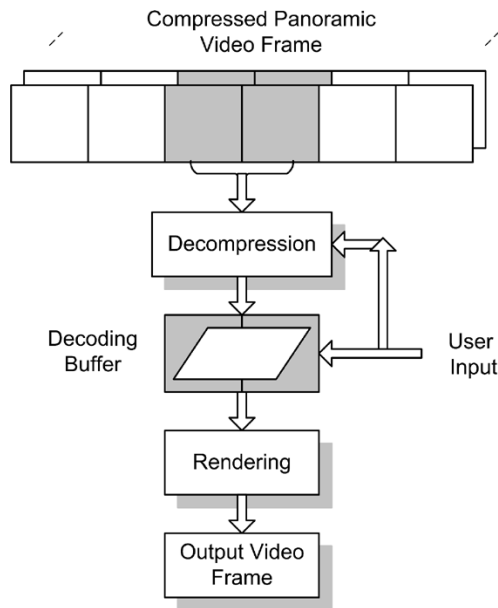 Compressed Panoramic
Video Frame
Decompression
Decoding
Buffer
User
Input
Rendering
Output Video
Frame